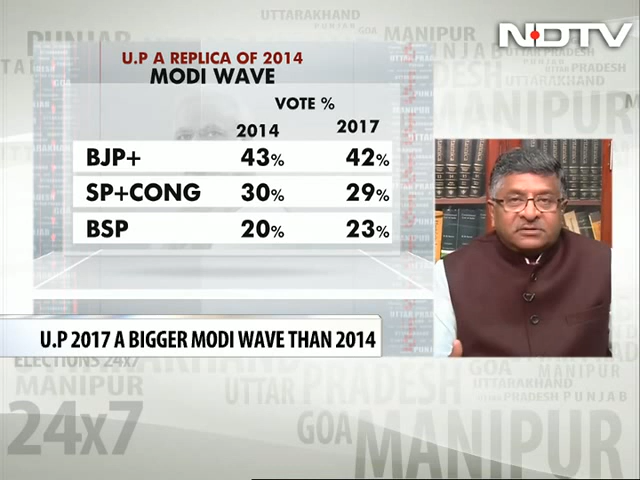 UTTARAKHAND
PUNJAB
GOA
MANIPUR
NDTV
U.P A REPLICA OF 2014
MODI WAVE
VOTE %
2014 2017
BJP+ 43% 42%
SP+CONG 30% 29%
BSP 20% 23%
U.P 2017 A BIGGER MODI WAVE THAN 2014
ELECTIONS 24x7
MANIPUR
24x7
UTTAR PRADESH
GOA
MANIPUR
GOA
UTTARAKHAND
UTTAR PRADESH PUNJAB